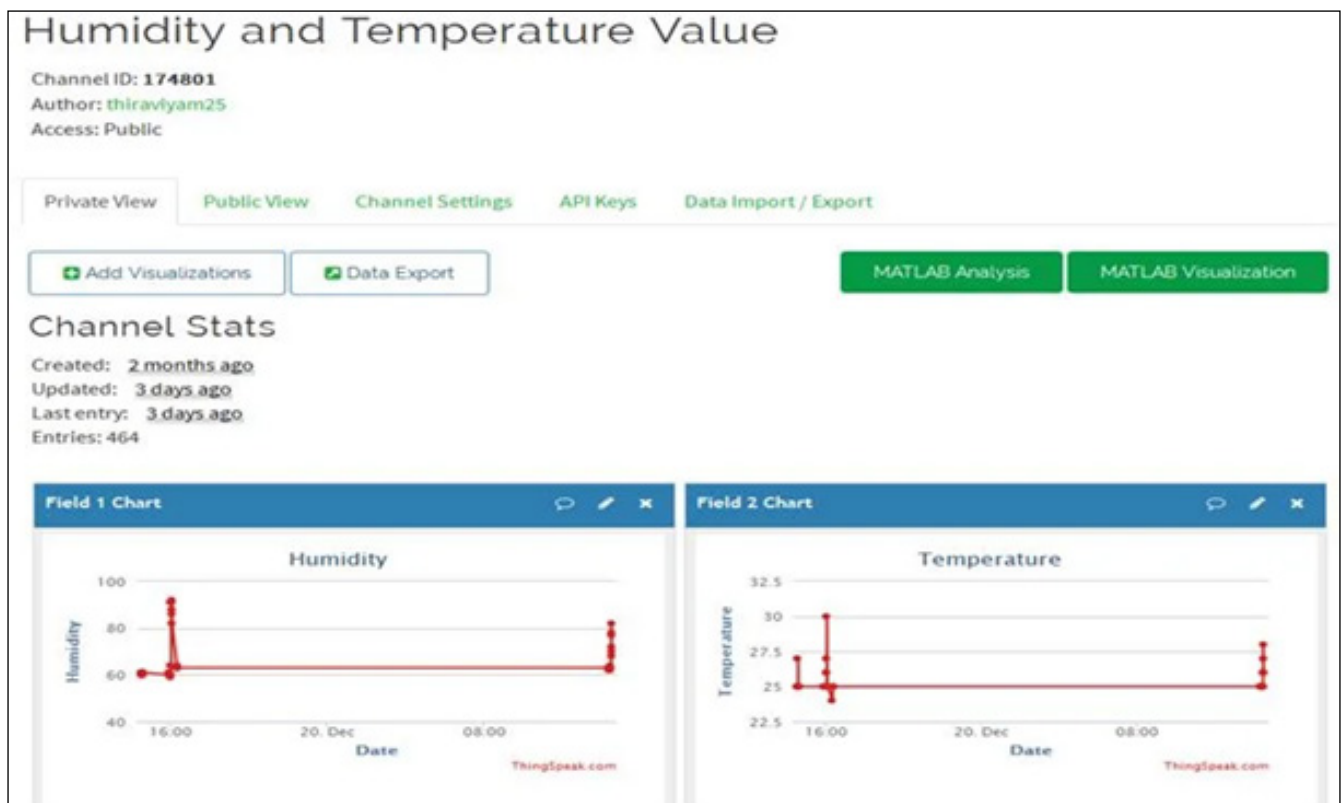 Humidity and Temperature Value
Channel ID: 174801
Author: thiraviyam25
Access: Public
Private View Public View Channel Settings API Keys Data Import / Export
Add Visualizations Data Export MATLAB Analysis MATLAB Visualization
Channel Stats
Created: 2 months ago
Updated: 3 days ago
Last entry: 3 days ago
Entries: 464
Field 1 Chart
Humidity
Humidity
100
80
60
40
16:00 20. Dec 08:00
Date
ThingSpeak.com
Field 2 Chart
Temperature
Temperature
32.5
30
27.5
25
22.5
16:00 20. Dec 08:00
Date
ThingSpeak.com